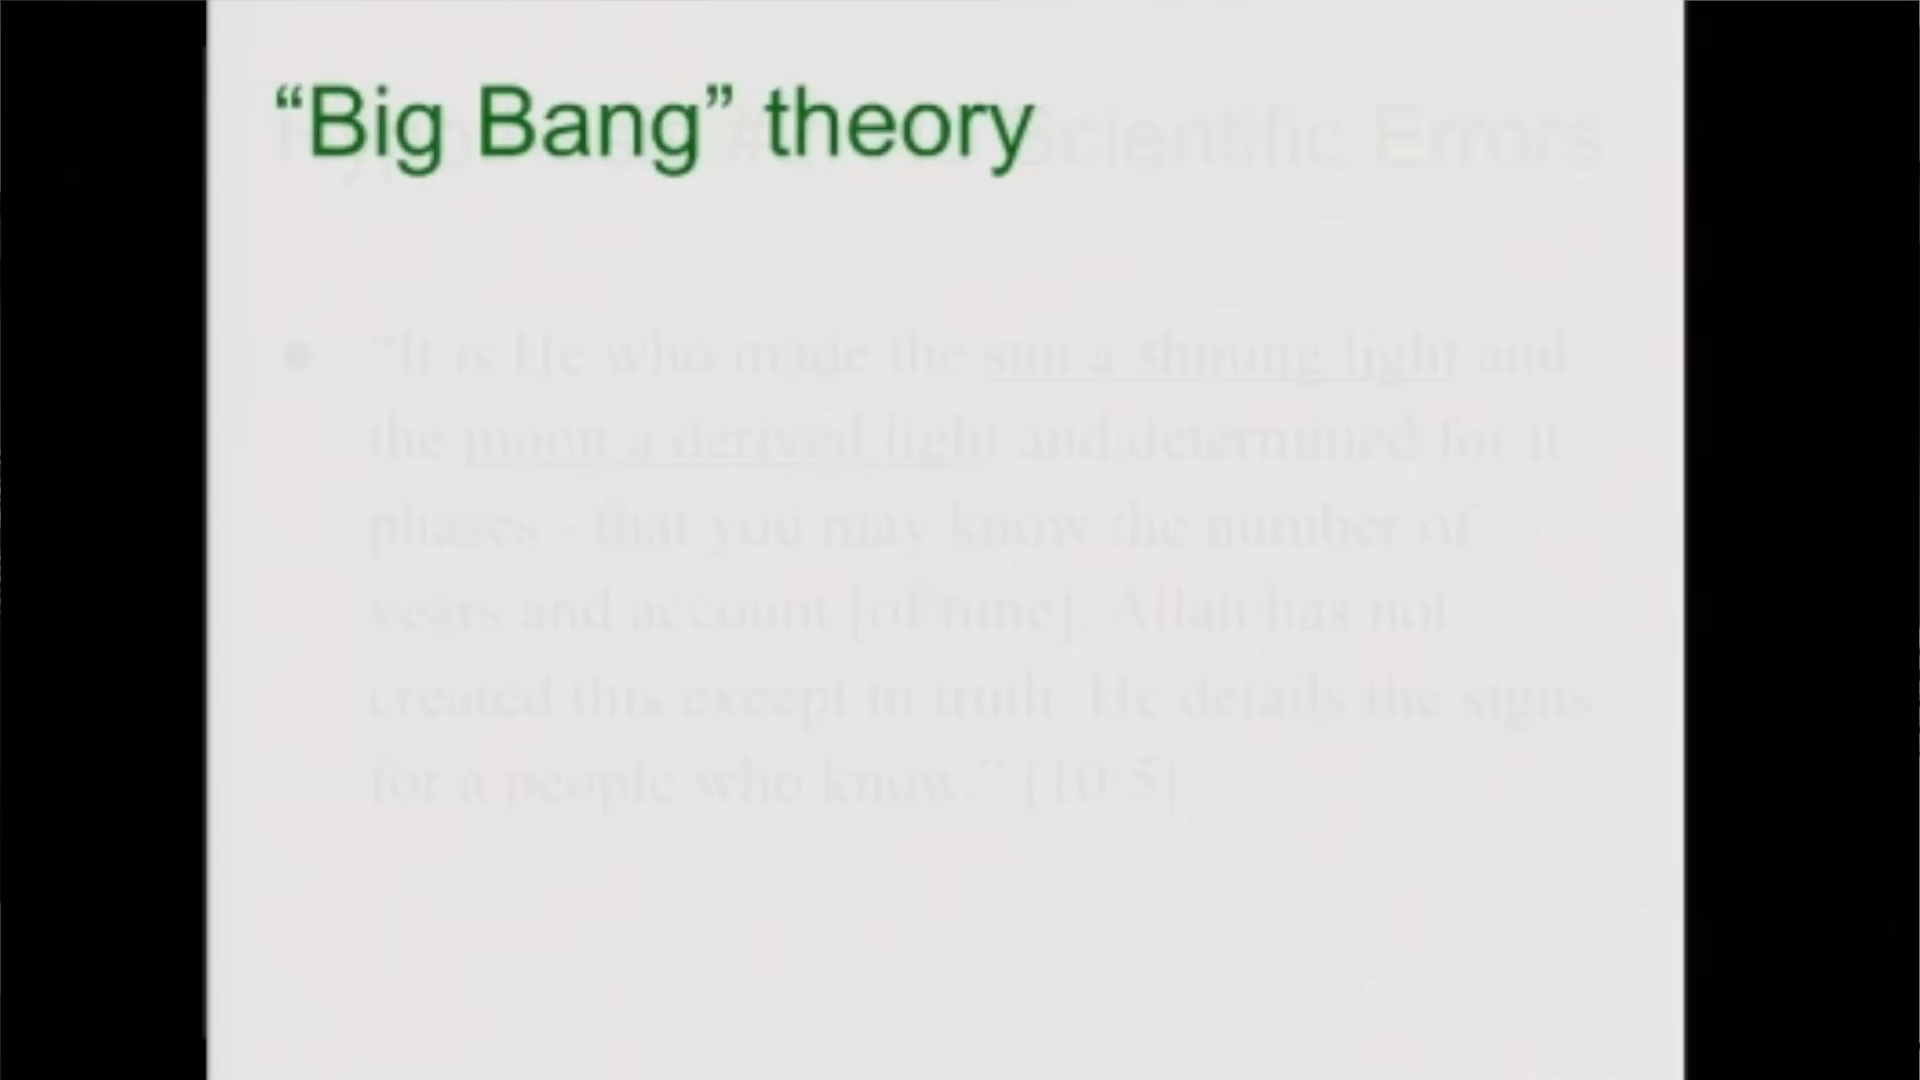 “Big Bang” theory
# Scientific Errors
● “It is He who made the sun a shining light and
the moon a derived light and determined for it
phases - that you may know the number of
years and account [of time]. Allah has not
created this except in truth. He details the signs
for a people who know.” [10:5]